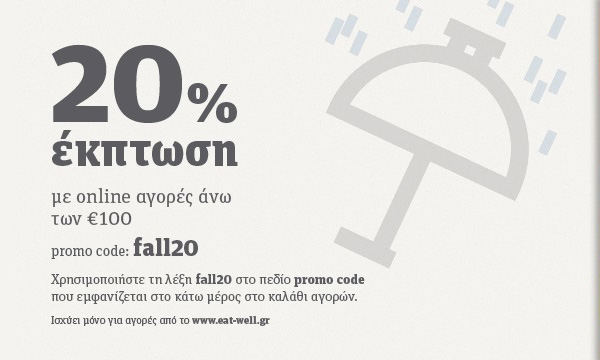 20%
έκπτωση
με online αγορές άνω
των €100
promo code: fall20
Χρησιμοποιήστε τη λέξη fall20 στο πεδίο promo code
που εμφανίζεται στο κάτω μέρος στο καλάθι αγορών.
Ισχύει μόνο για αγορές από το www.eat-well.gr